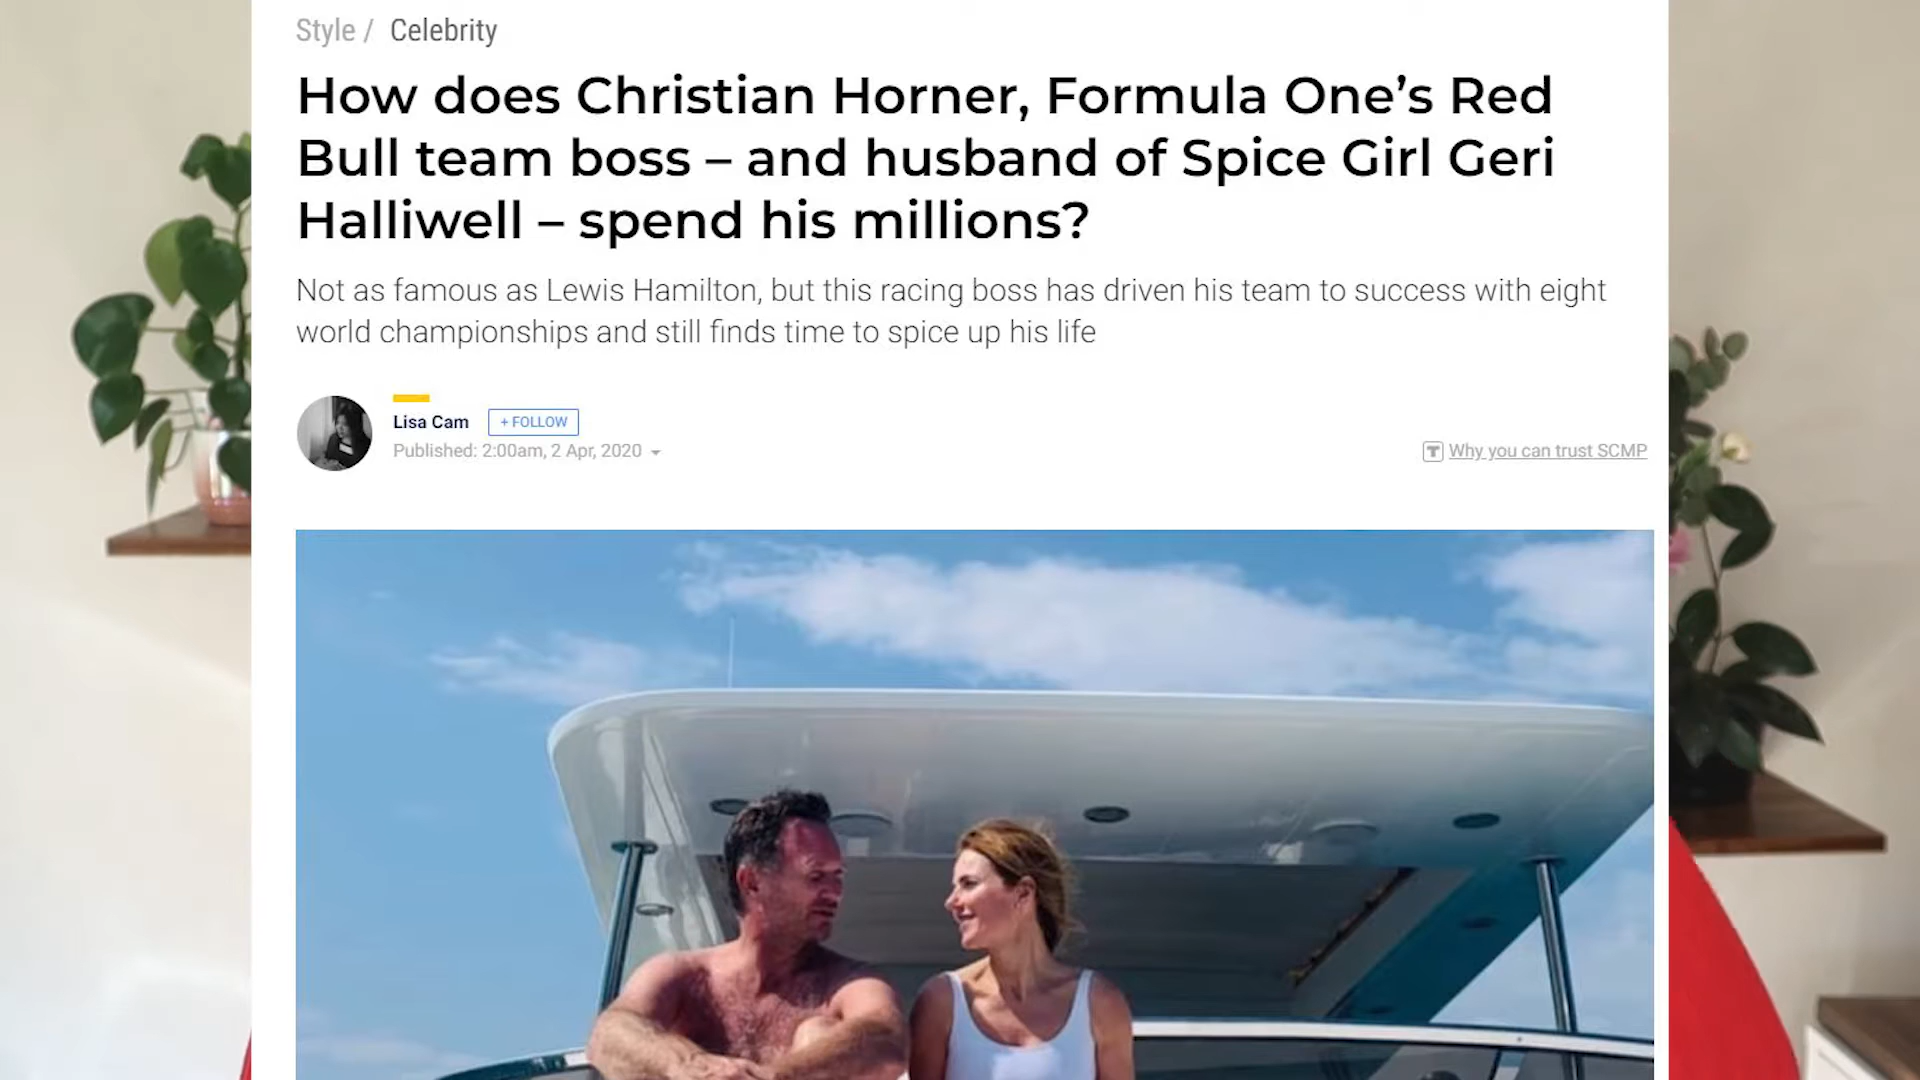 Style / Celebrity
How does Christian Horner, Formula One’s Red
Bull team boss – and husband of Spice Girl Geri
Halliwell – spend his millions?
Not as famous as Lewis Hamilton, but this racing boss has driven his team to success with eight
world championships and still finds time to spice up his life
Lisa Cam + FOLLOW
Published: 2:00am, 2 Apr, 2020
T Why you can trust SCMP